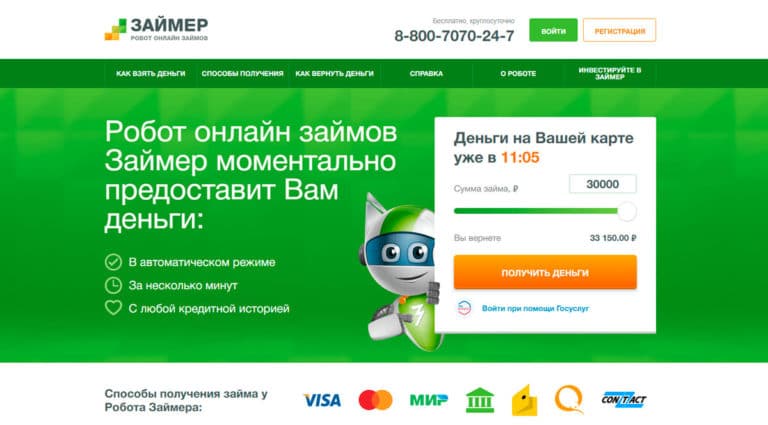 ЗАЙМЕР
РОБОТ ОНЛАЙН ЗАЙМОВ
Бесплатно, круглосуточно
8-800-7070-24-7
ВОЙТИ
РЕГИСТРАЦИЯ
КАК ВЗЯТЬ ДЕНЬГИ
СПОСОБЫ ПОЛУЧЕНИЯ
КАК ВЕРНУТЬ ДЕНЬГИ
СПРАВКА
О РОБОТЕ
ИНВЕСТИРУЙТЕ В
ЗАЙМЕР
Робот онлайн займов
Займер моментально
предоставит Вам
деньги:
В автоматическом режиме
За несколько минут
С любой кредитной историей
Деньги на Вашей карте
уже в 11:05
Сумма займа, ₽
30000
Вы вернете
33 150.00 ₽
ПОЛУЧИТЬ ДЕНЬГИ
Войти при помощи Госуслуг
Способы получения займа у
Робота Займера:
VISA
МИР
CONTACT